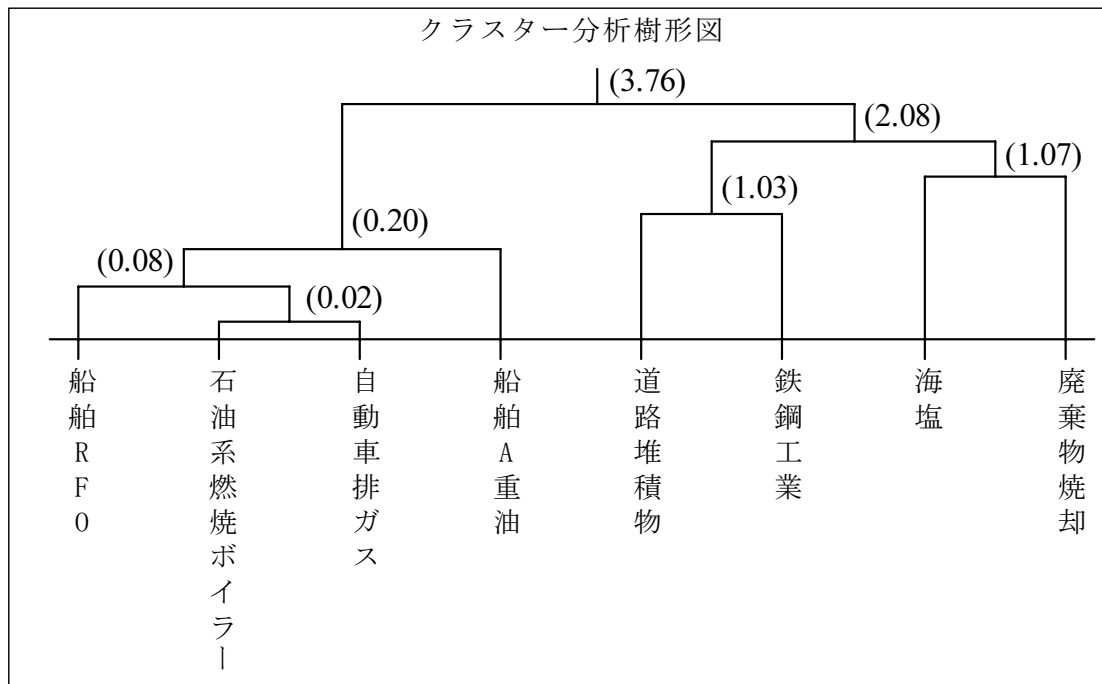 クラスター分析樹形図
(3.76)
(2.08)
(1.07)
(1.03)
(0.20)
(0.08)
(0.02)
船舶RFO
石油系燃焼ボイラー
自動車排ガス
船舶A重油
道路堆積物
鉄鋼工業
海塩
廃棄物焼却